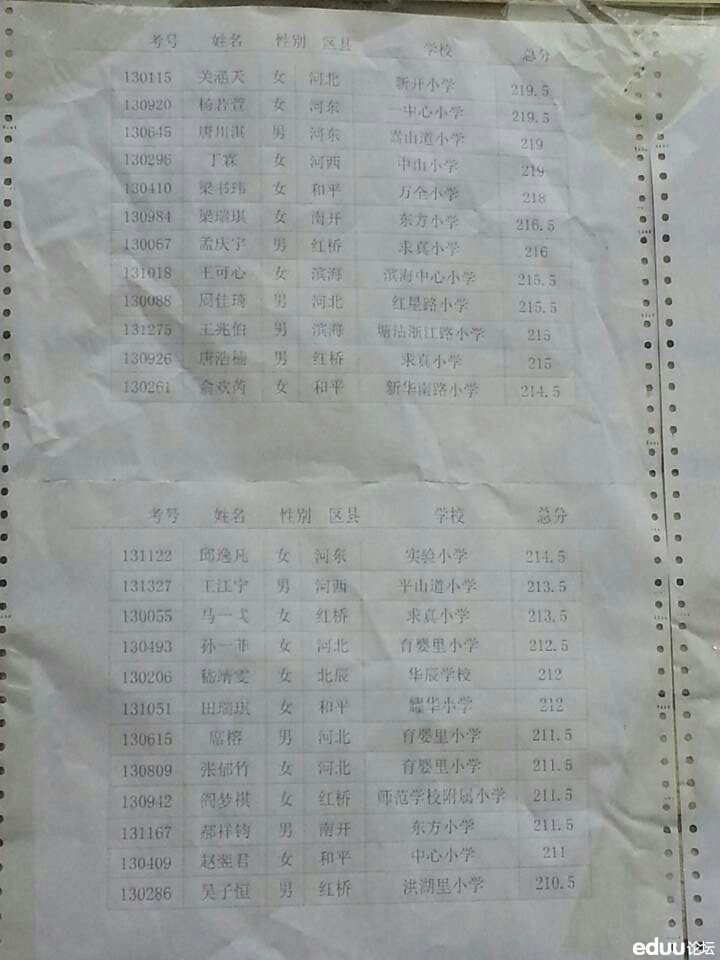 考号 姓名 性别 区县 学校 总分
130115 关涵天 女 河北 新开小学 219.5
130920 杨若萱 女 河东 一中心小学 219.5
130645 唐川淇 男 河东 嵩山道小学 219
130296 丁霖 女 河西 中山小学 219
130410 梁书玮 女 和平 万全小学 218
130984 梁瑞琪 女 南开 东方小学 216.5
130067 孟庆宇 男 红桥 求真小学 216
131018 王可心 女 滨海 滨海中心小学 215.5
130088 周佳琦 男 河北 红星路小学 215.5
131275 王兆伯 男 滨海 塘沽浙江路小学 215
130926 唐浩楠 男 红桥 求真小学 215
130261 俞欢芮 女 和平 新华南路小学 214.5
考号 姓名 性别 区县 学校 总分
131122 邱逸凡 女 河东 实验小学 214.5
131327 王江宁 男 河西 平山道小学 213.5
130055 马一弋 女 红桥 求真小学 213.5
130493 孙一菲 女 河北 育婴里小学 212.5
130206 嵇靖雯 女 北辰 华辰学校 212
131051 田瑞琪 女 和平 耀华小学 212
130615 席榕 男 河北 育婴里小学 211.5
130809 张郁竹 女 河北 育婴里小学 211.5
130942 阎梦棋 女 红桥 师范学校附属小学 211.5
131167 郝祥钧 男 南开 东方小学 211.5
130409 赵翌君 女 和平 中心小学 211
130286 吴子恒 男 红桥 洪湖里小学 210.5
eduu论坛